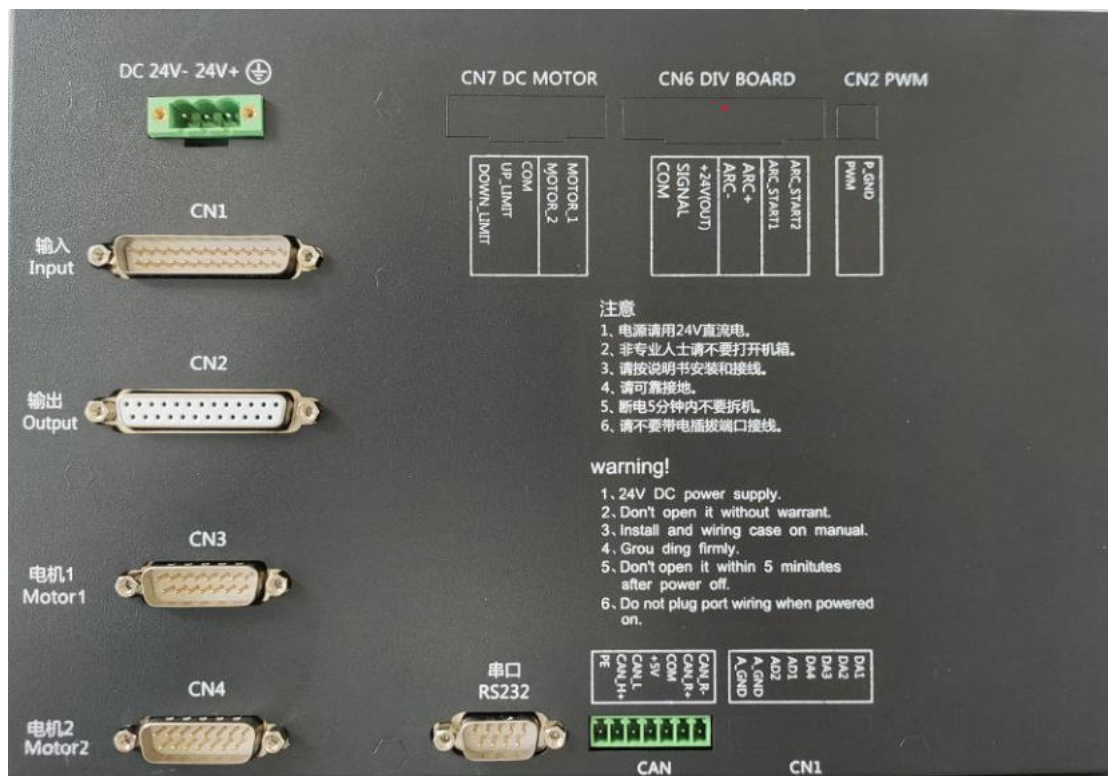 DC 24V- 24V+
CN7 DC MOTOR
CN6 DIV BOARD
CN2 PWM
MOTOR_1
MOTOR_2
COM
UP_LIMIT
DOWN_LIMIT
ARC_START2
ARC_START1
ARC+
ARC-
+24V(OUT)
SIGNAL
COM
P_GND
PWM
CN1
输入
Input
CN2
输出
Output
注意
1、电源请用24V直流电。
2、非专业人士请不要打开机箱。
3、请按说明书安装和接线。
4、请可靠接地。
5、断电5分钟内不要拆机。
6、请不要带电插拔端口接线。
warning!
1、24V DC power supply.
2、Don't open it without warrant.
3、Install and wiring case on manual.
4、Grou ding firmly.
5、Don't open it within 5 minitutes
after power off.
6、Do not plug port wiring when powered
on.
CN3
电机1
Motor1
CN4
电机2
Motor2
串口
RS232
CAN_R-
CAN_R+
COM
+5V
CAN_L
CAN_H+
PE
DA1
DA2
DA3
DA4
AD1
AD2
A_GND
A_GND
CAN
CN1